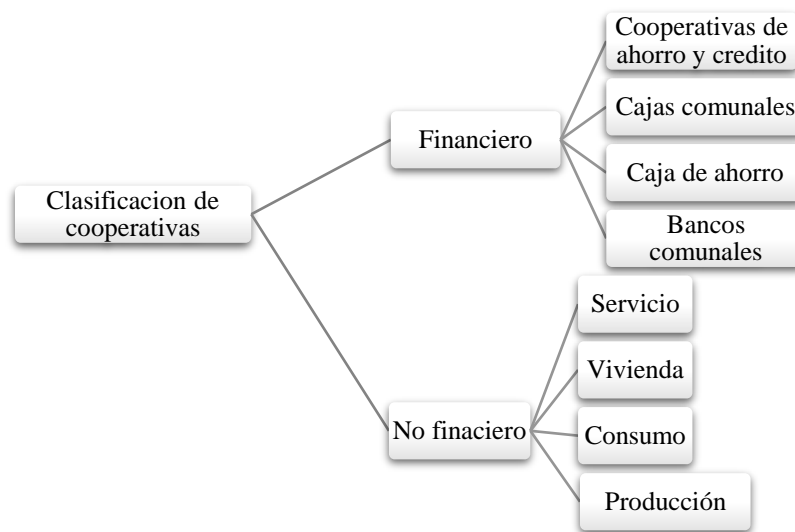 Clasificacion de
cooperativas
Financiero
Cooperativas de
ahorro y credito
Cajas comunales
Caja de ahorro
Bancos
comunales
No finaciero
Servicio
Vivienda
Consumo
Producción